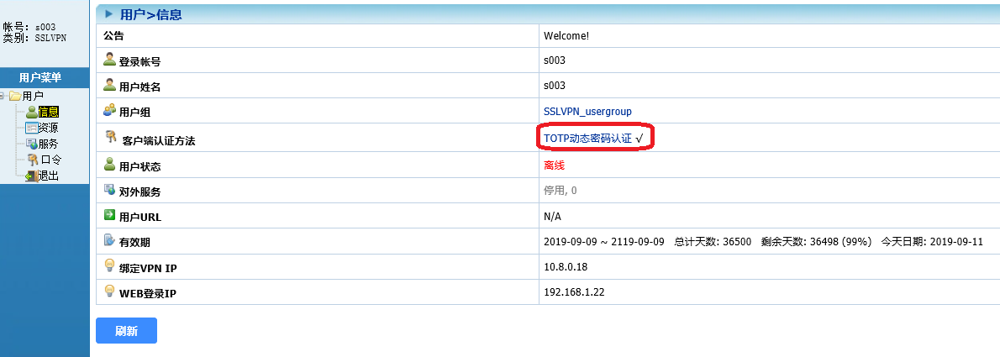 帐号: s003
类别: SSLVPN
用户菜单
用户
信息
资源
服务
口令
退出
用户>信息
公告 Welcome!
登录帐号 s003
用户姓名 s003
用户组 SSLVPN_usergroup
客户端认证方法 TOTP动态密码认证 √
用户状态 离线
对外服务 停用, 0
用户URL N/A
有效期 2019-09-09 ~ 2119-09-09 总计天数: 36500 剩余天数: 36498 (99%) 今天日期: 2019-09-11
绑定VPN IP 10.8.0.18
WEB登录IP 192.168.1.22
刷新